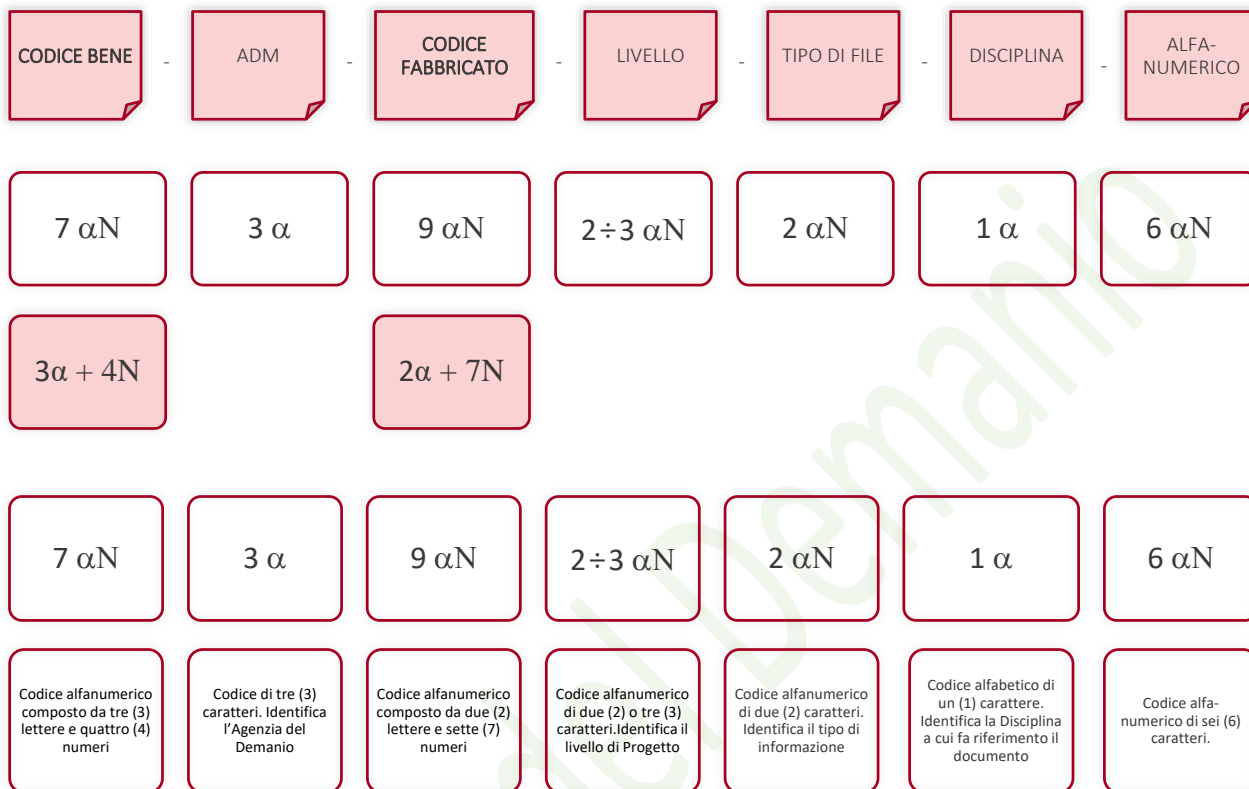 CODICE BENE - ADM - CODICE FABBRICATO - LIVELLO - TIPO DI FILE - DISCIPLINA - ALFA-NUMERICO
7 αN
3 α
9 αN
2÷3 αN
2 αN
1 α
6 αN
3α + 4N
2α + 7N
7 αN
3 α
9 αN
2÷3 αN
2 αN
1 α
6 αN
Codice alfanumerico
composto da tre (3)
lettere e quattro (4)
numeri
Codice di tre (3)
caratteri. Identifica
l'Agenzia del
Demanio
Codice alfanumerico
composto da due (2)
lettere e sette (7)
numeri
Codice alfanumerico
di due (2) o tre (3)
caratteri.Identifica il
livello di Progetto
Codice alfanumerico
di due (2) caratteri.
Identifica il tipo di
informazione
Codice alfabetico di
un (1) carattere.
Identifica la Disciplina
a cui fa riferimento il
documento
Codice alfa-
numerico di sei (6)
caratteri.
del Demanio